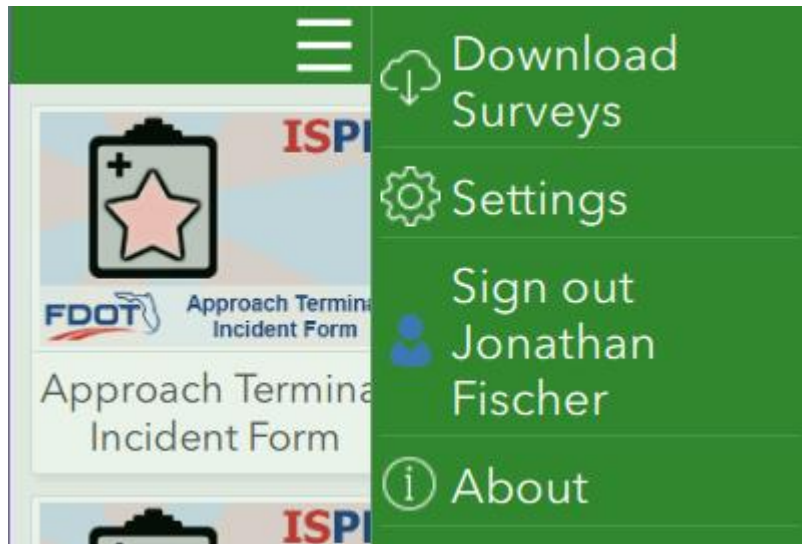 ISP
FDOT
Approach Termina
Incident Form
Approach Termina
Incident Form
ISP
Download
Surveys
Settings
Sign out
Jonathan
Fischer
About